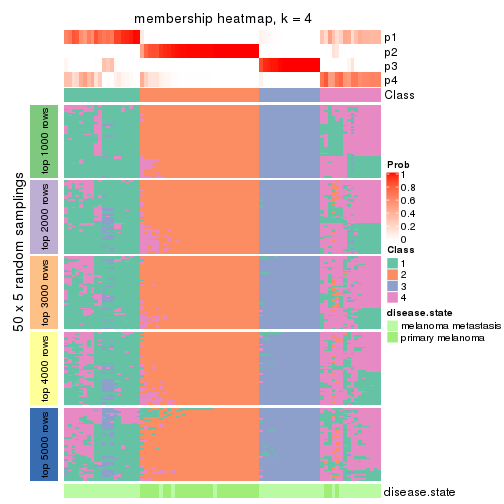 membership heatmap, k = 4
p1
p2
p3
p4
Class
50 x 5 random samplings
top 1000 rows
top 2000 rows
top 3000 rows
top 4000 rows
top 5000 rows
Prob
1
0.8
0.6
0.4
0.2
0
Class
1
2
3
4
disease.state
melanoma metastasis
primary melanoma
disease.state